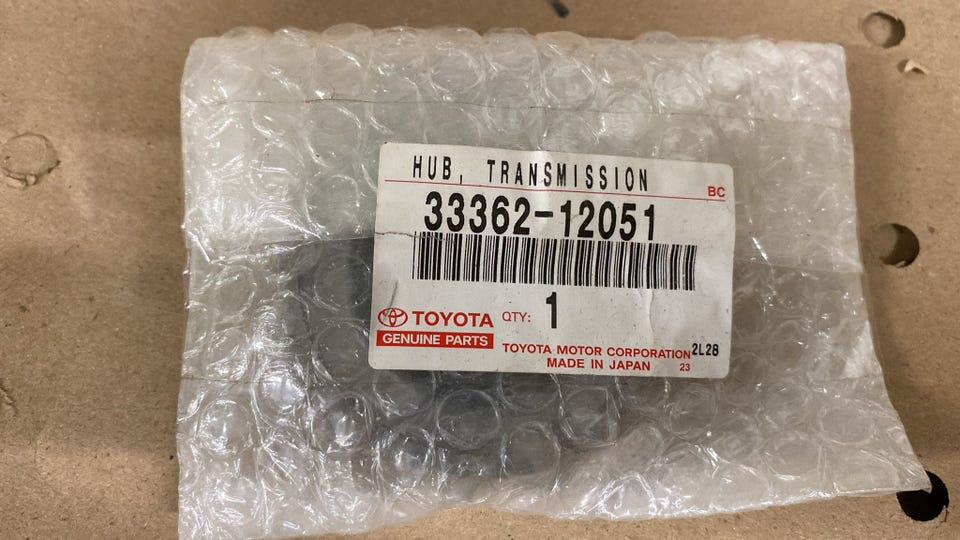 HUB, TRANSMISSION
BC
33362-12051
QTY: 1
TOYOTA
GENUINE PARTS
TOYOTA MOTOR CORPORATION 2L28
MADE IN JAPAN 23